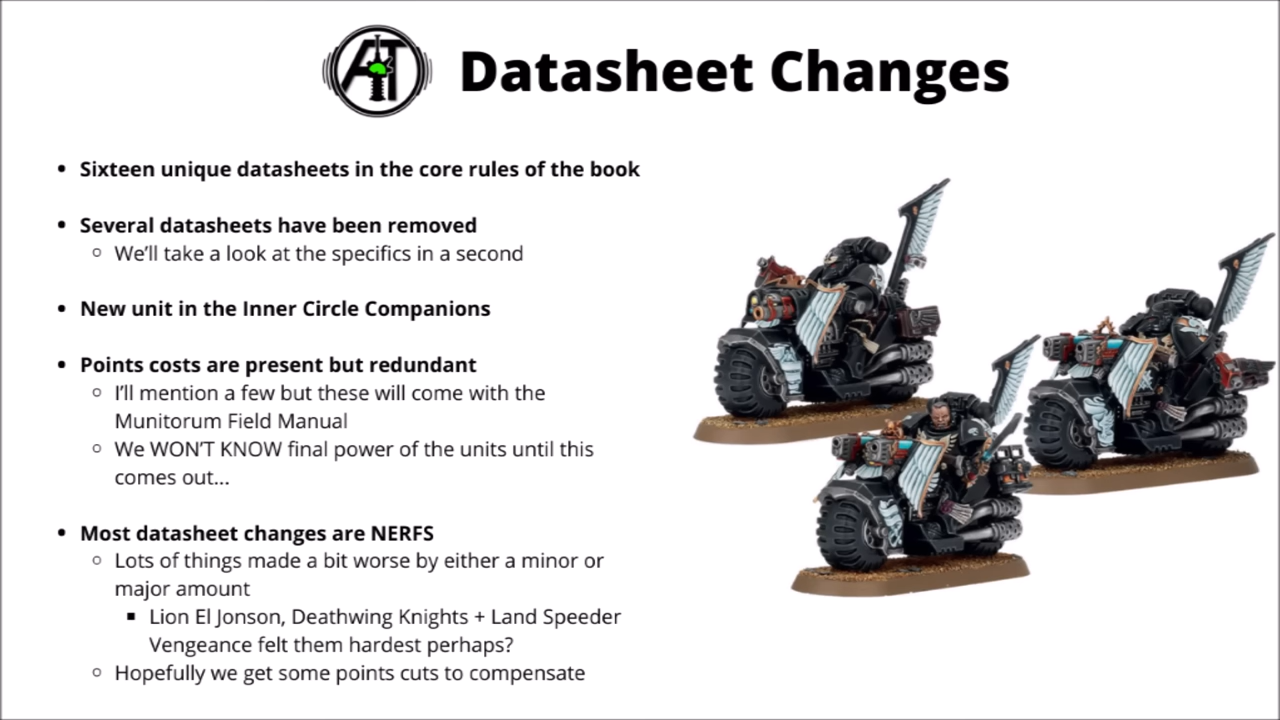 AT
Datasheet Changes
• Sixteen unique datasheets in the core rules of the book
• Several datasheets have been removed
○ We'll take a look at the specifics in a second
• New unit in the Inner Circle Companions
• Points costs are present but redundant
○ I'll mention a few but these will come with the
Munitorum Field Manual
○ We WON'T KNOW final power of the units until this
comes out...
• Most datasheet changes are NERFS
○ Lots of things made a bit worse by either a minor or
major amount
▪ Lion El Jonson, Deathwing Knights + Land Speeder
Vengeance felt them hardest perhaps?
○ Hopefully we get some points cuts to compensate